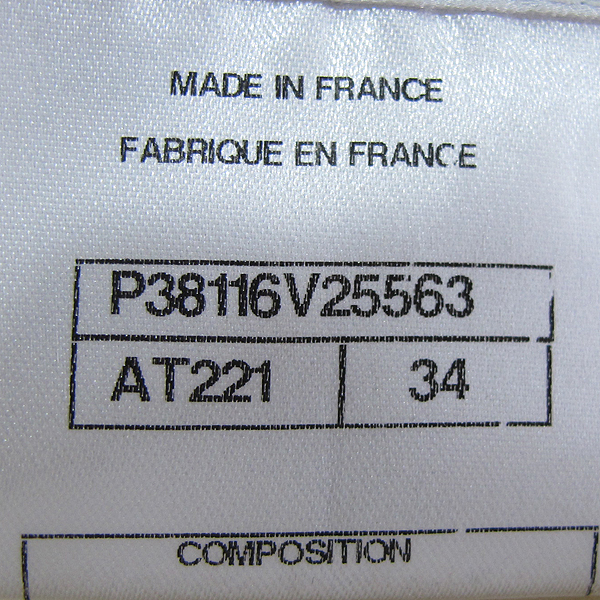 MADE IN FRANCE
FABRIQUE EN FRANCE
P38116V25563
AT221 34
COMPOSITION